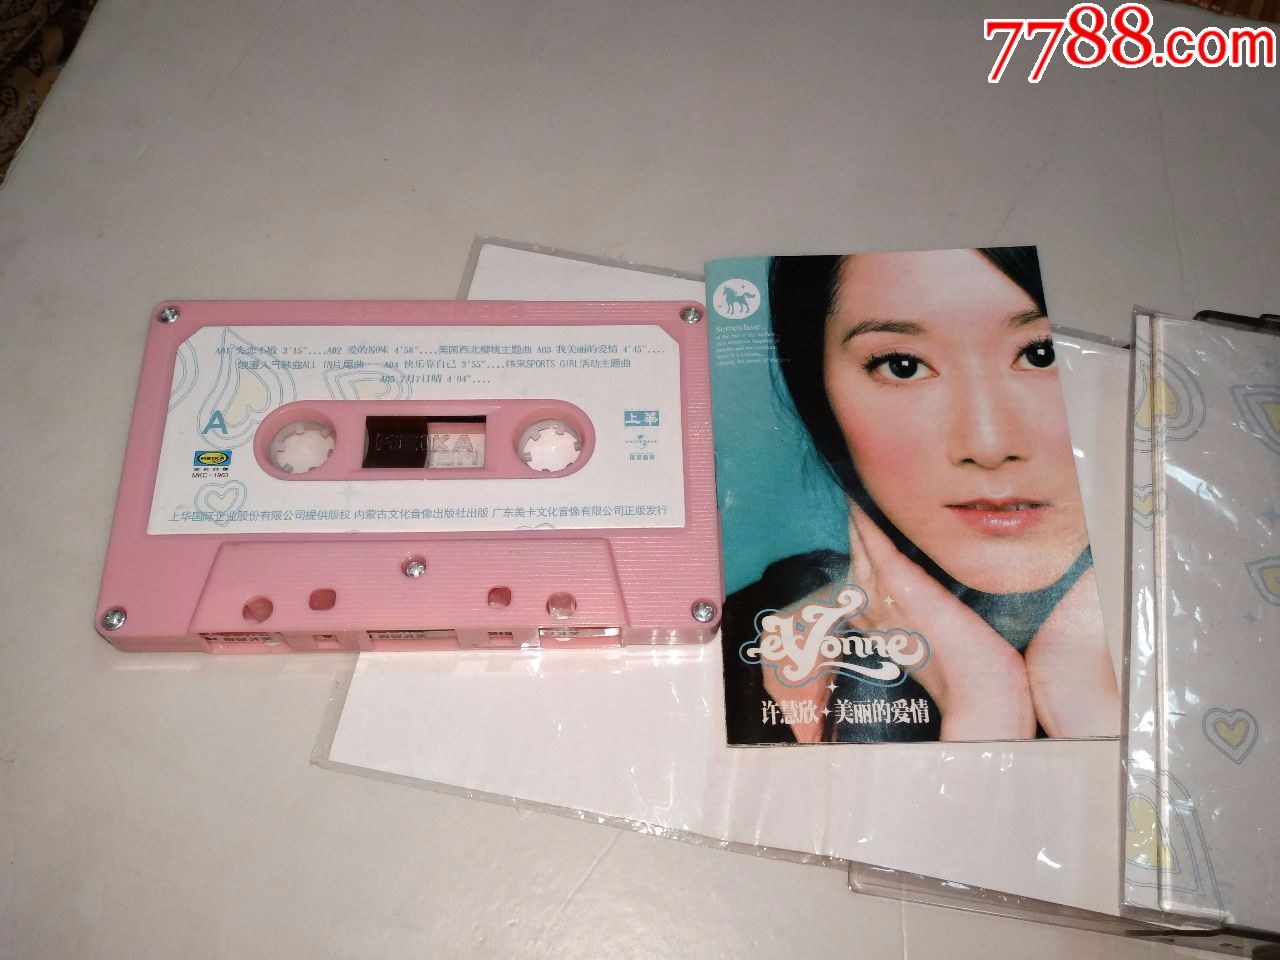 7788.com
A01 失恋不败 3'15"....A02 爱的原味 4'58"....美国西北樱桃主题曲 A03 我美丽的爱情 4'45"....
浪漫人气韩曲ALL IN片尾曲 A04 快乐靠自己 3'55"....纬来SPORTS GIRL活动主题曲
A05 7月7日晴 4'04"....
A
MEIKA
MKC-1963
MEIKA
上华
UNIVERSAL
上华国际企业股份有限公司提供版权 内蒙古文化音像出版社出版 广东美卡文化音像有限公司正版发行
Somewhere...
eVonne
许慧欣 美丽的爱情